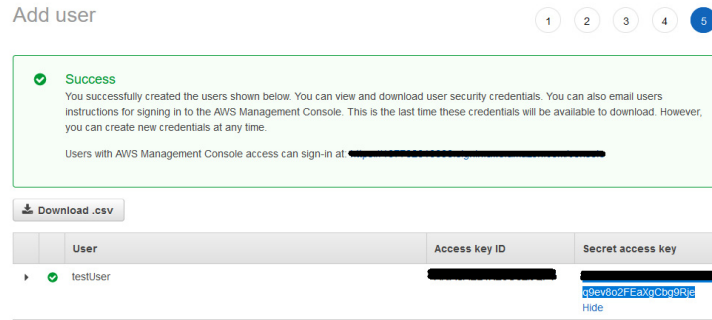 Add user
1 2 3 4 5
Success
You successfully created the users shown below. You can view and download user security credentials. You can also email users
instructions for signing in to the AWS Management Console. This is the last time these credentials will be available to download. However,
you can create new credentials at any time.
Users with AWS Management Console access can sign-in at:
Download .csv
User Access key ID Secret access key
testUser
q9ev8o2FEaXgCbg9Rje
Hide